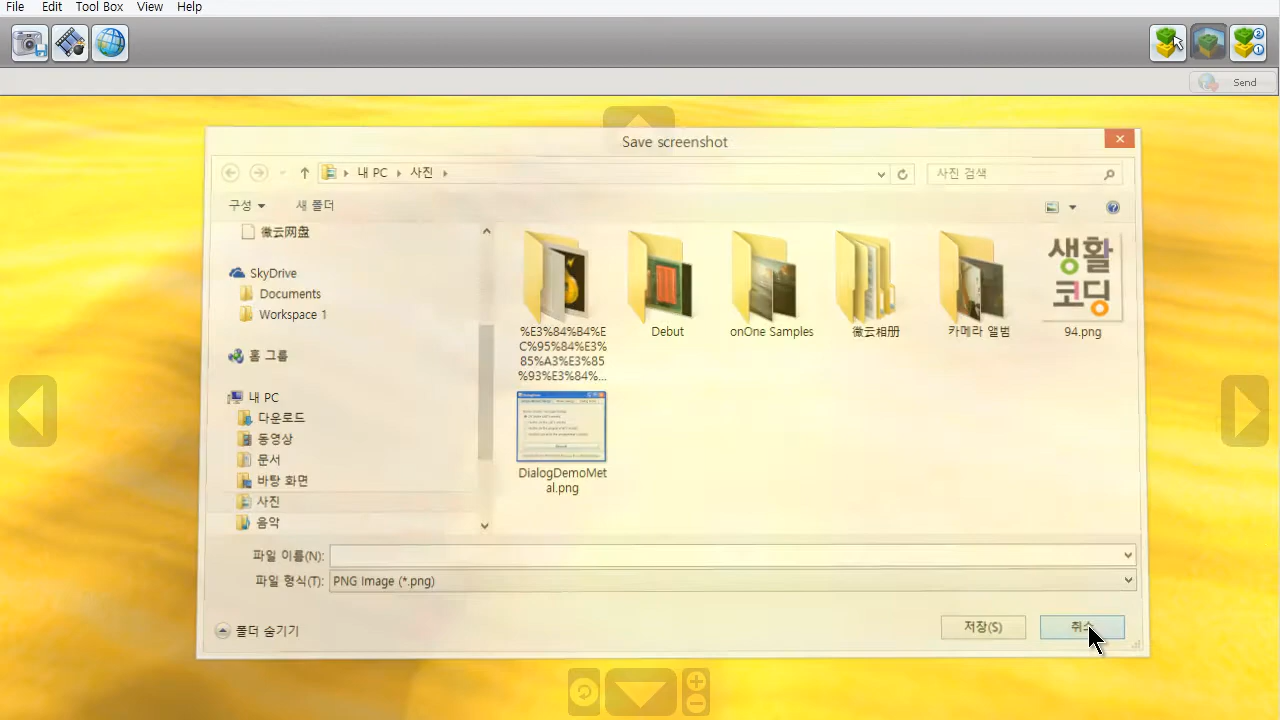 File Edit Tool Box View Help
2
1
Send
Save screenshot
내 PC 사진
사진 검색
구성 새 폴더
微云网盘
SkyDrive
Documents
Workspace 1
홈 그룹
내 PC
다운로드
동영상
문서
바탕 화면
사진
음악
%E3%84%B4%E
C%95%84%E3%
85%A3%E3%85
%93%E3%84%...
Debut
onOne Samples
微云相册
카메라 앨범
생활
코딩
94.png
DialogDemoMet
al.png
파일 이름(N):
파일 형식(T): PNG Image (*.png)
폴더 숨기기
저장(S)
취소